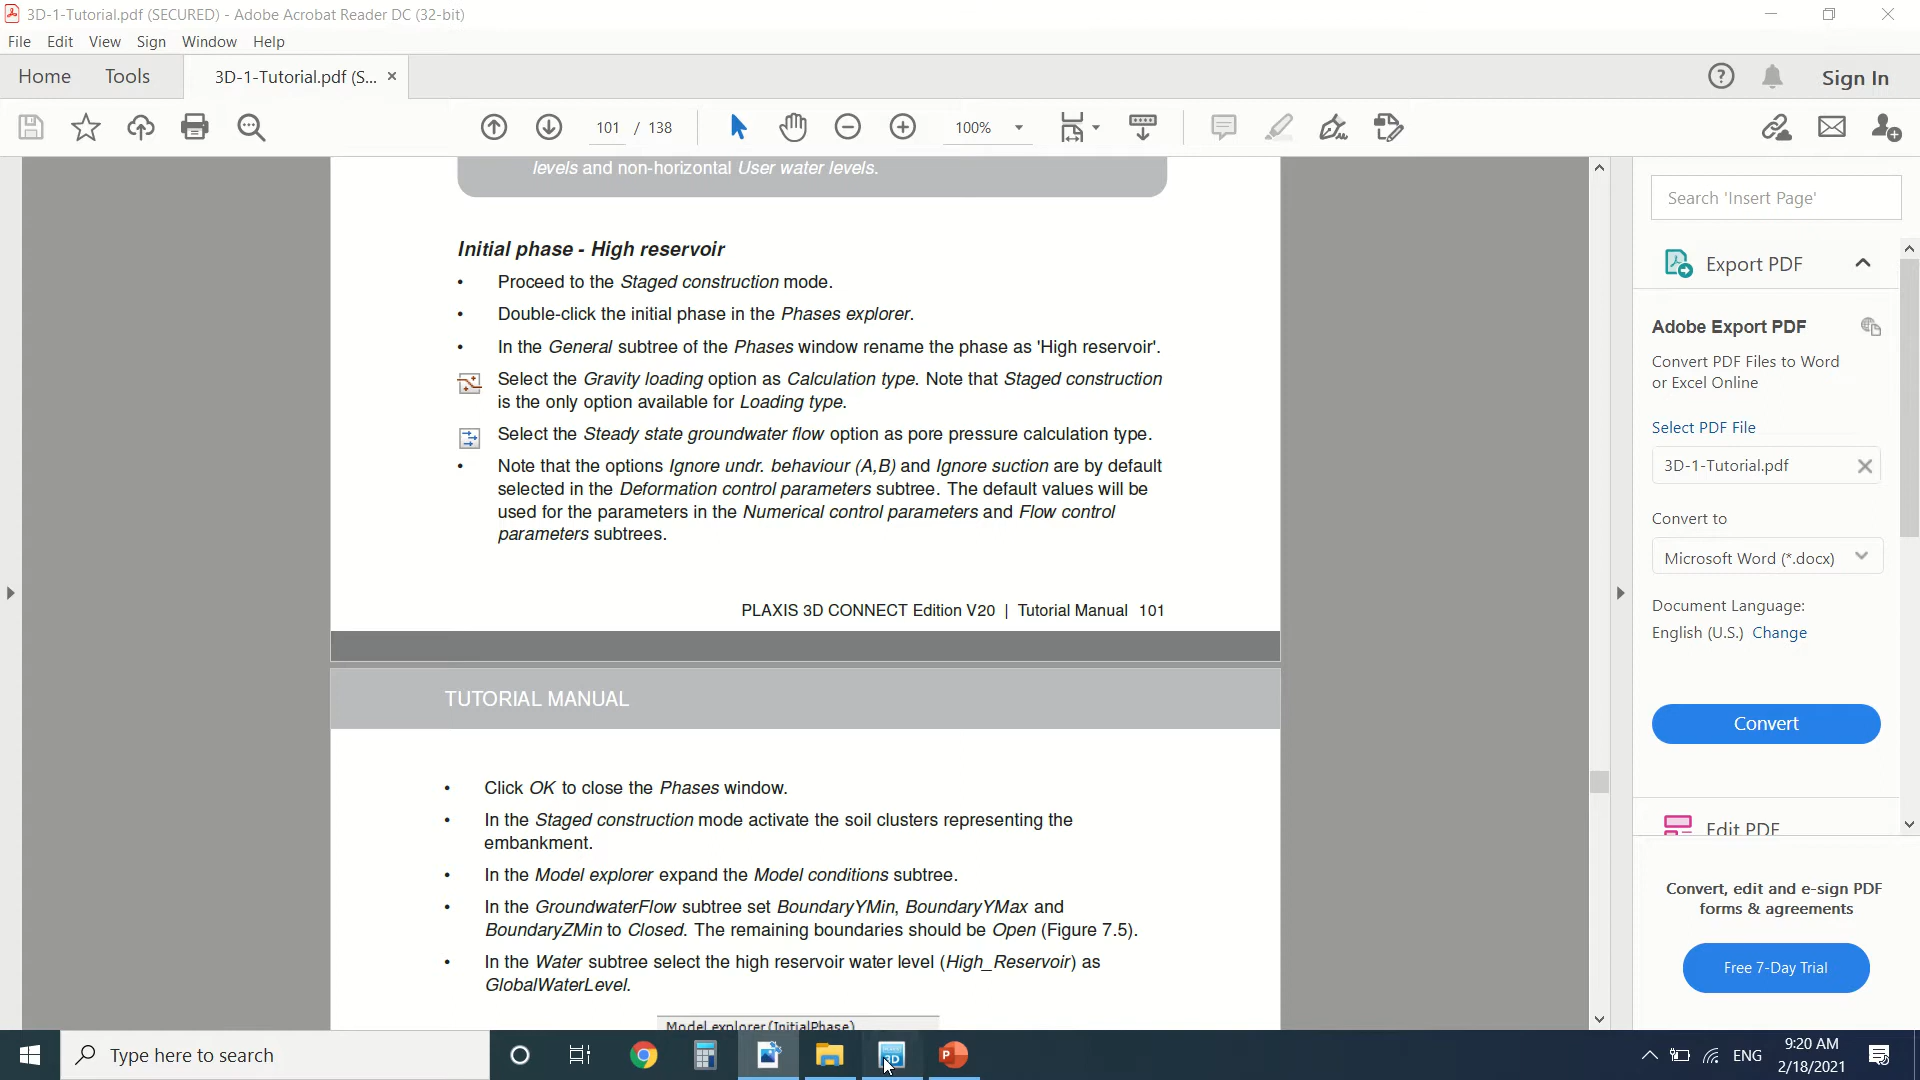 3D-1-Tutorial.pdf (SECURED) - Adobe Acrobat Reader DC (32-bit)
File Edit View Sign Window Help
Home Tools 3D-1-Tutorial.pdf (S... × Sign In
101 / 138 100%
levels and non-horizontal User water levels.
Initial phase - High reservoir
• Proceed to the Staged construction mode.
• Double-click the initial phase in the Phases explorer.
• In the General subtree of the Phases window rename the phase as 'High reservoir'.
Select the Gravity loading option as Calculation type. Note that Staged construction
is the only option available for Loading type.
Select the Steady state groundwater flow option as pore pressure calculation type.
• Note that the options Ignore undr. behaviour (A,B) and Ignore suction are by default
selected in the Deformation control parameters subtree. The default values will be
used for the parameters in the Numerical control parameters and Flow control
parameters subtrees.
PLAXIS 3D CONNECT Edition V20 | Tutorial Manual 101
TUTORIAL MANUAL
• Click OK to close the Phases window.
• In the Staged construction mode activate the soil clusters representing the
embankment.
• In the Model explorer expand the Model conditions subtree.
• In the GroundwaterFlow subtree set BoundaryYMin, BoundaryYMax and
BoundaryZMin to Closed. The remaining boundaries should be Open (Figure 7.5).
• In the Water subtree select the high reservoir water level (High_Reservoir) as
GlobalWaterLevel.
Model explorer (InitialPhase)
Search 'Insert Page'
Export PDF
Adobe Export PDF
Convert PDF Files to Word
or Excel Online
Select PDF File
3D-1-Tutorial.pdf
Convert to
Microsoft Word (*.docx)
Document Language:
English (U.S.) Change
Convert
Edit PDF
Convert, edit and e-sign PDF
forms & agreements
Free 7-Day Trial
Type here to search
3D
P
ENG
9:20 AM
2/18/2021